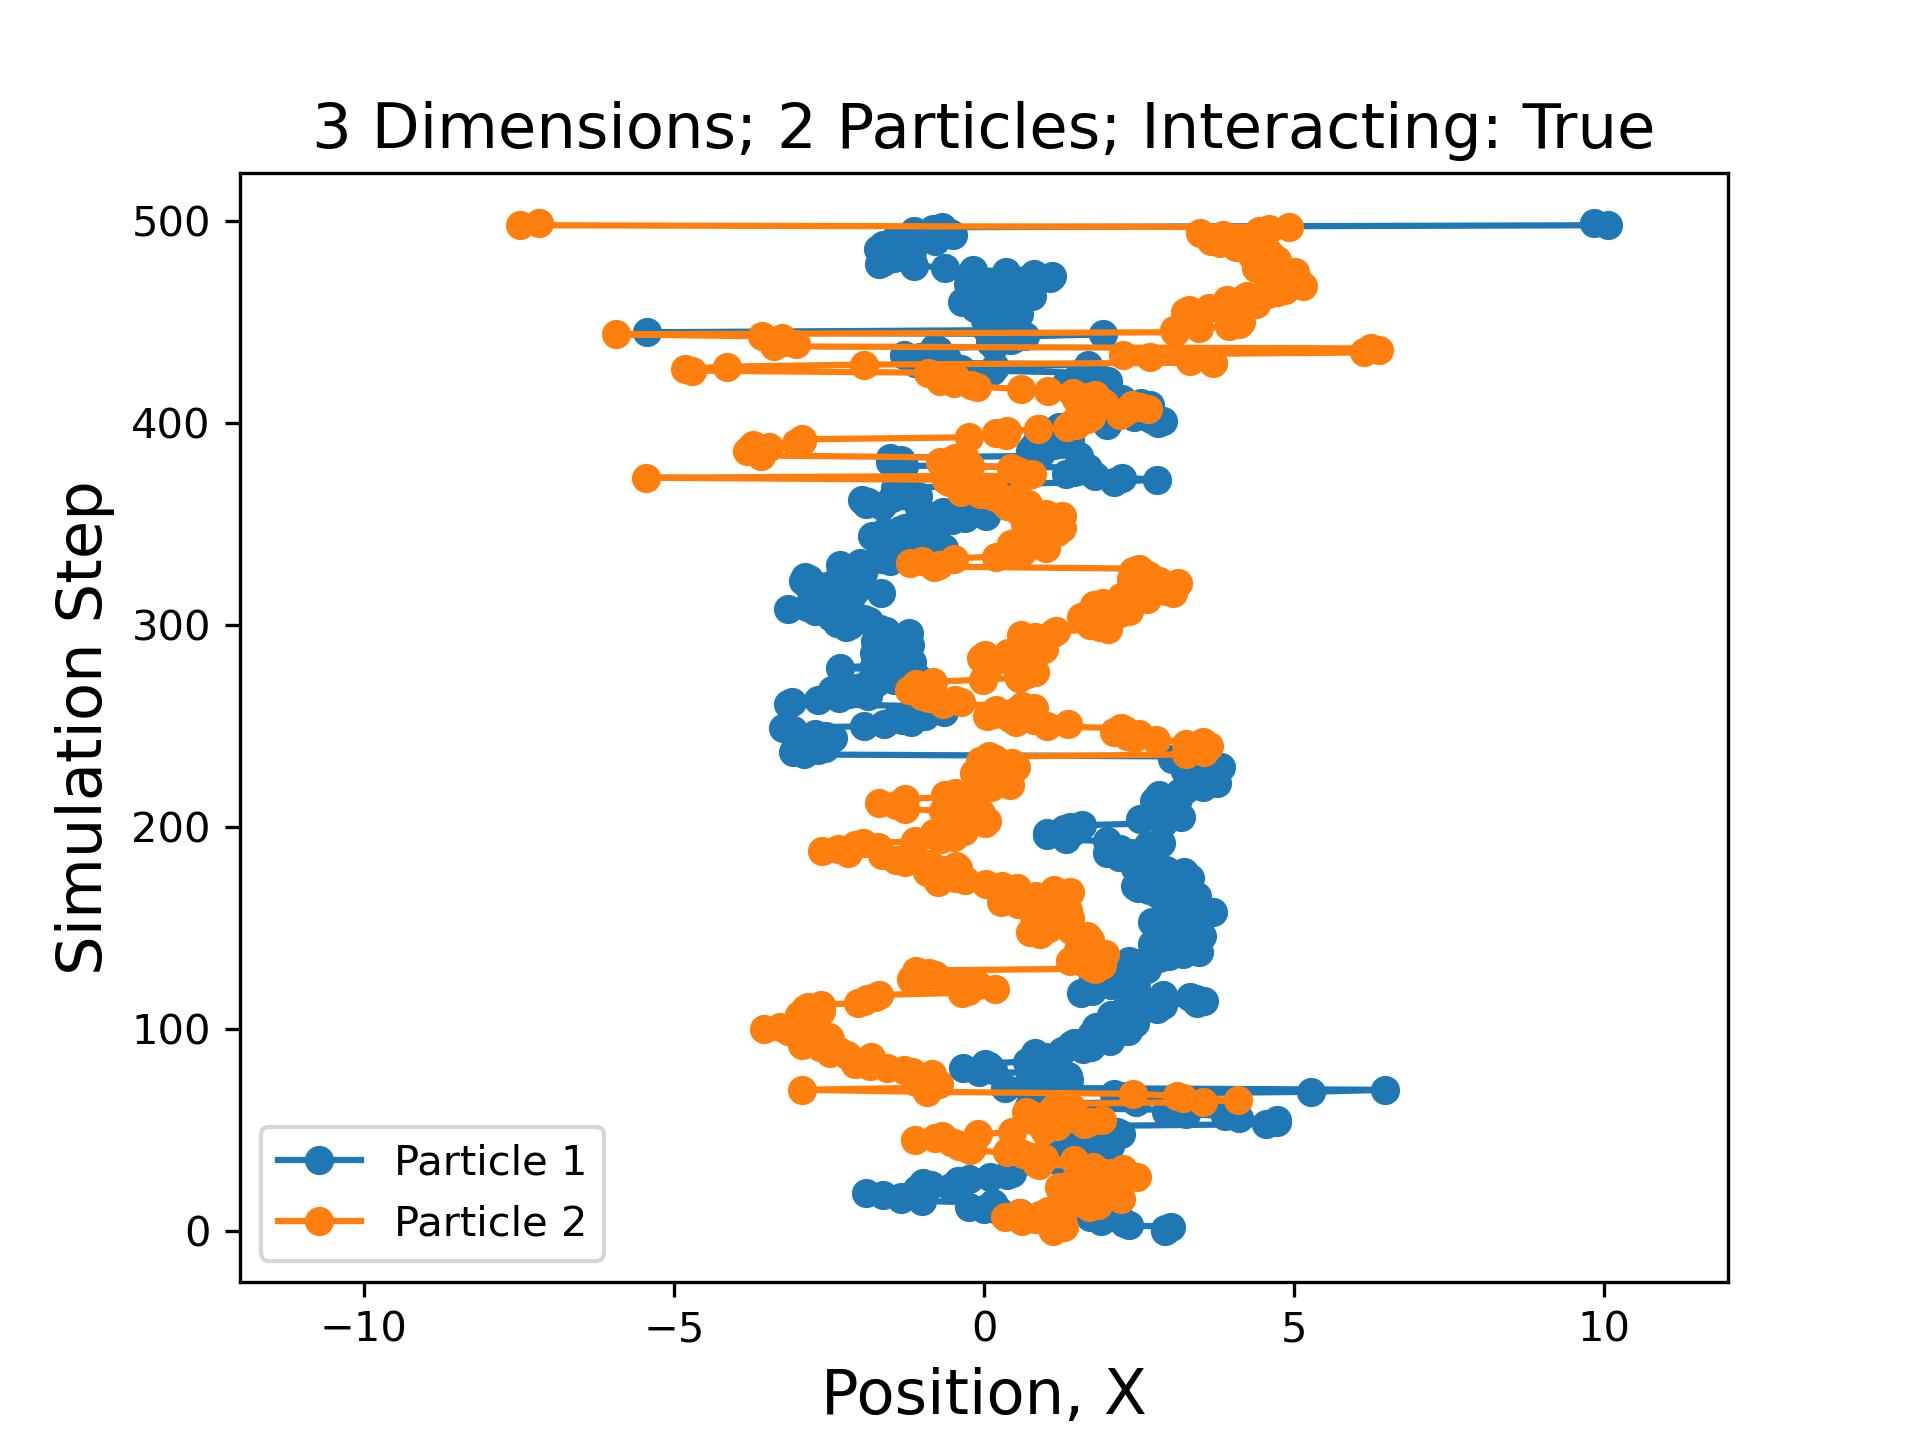 3 Dimensions; 2 Particles; Interacting: True
Simulation Step
500
400
300
200
100
0
Particle 1
Particle 2
−10
−5
0
5
10
Position, X